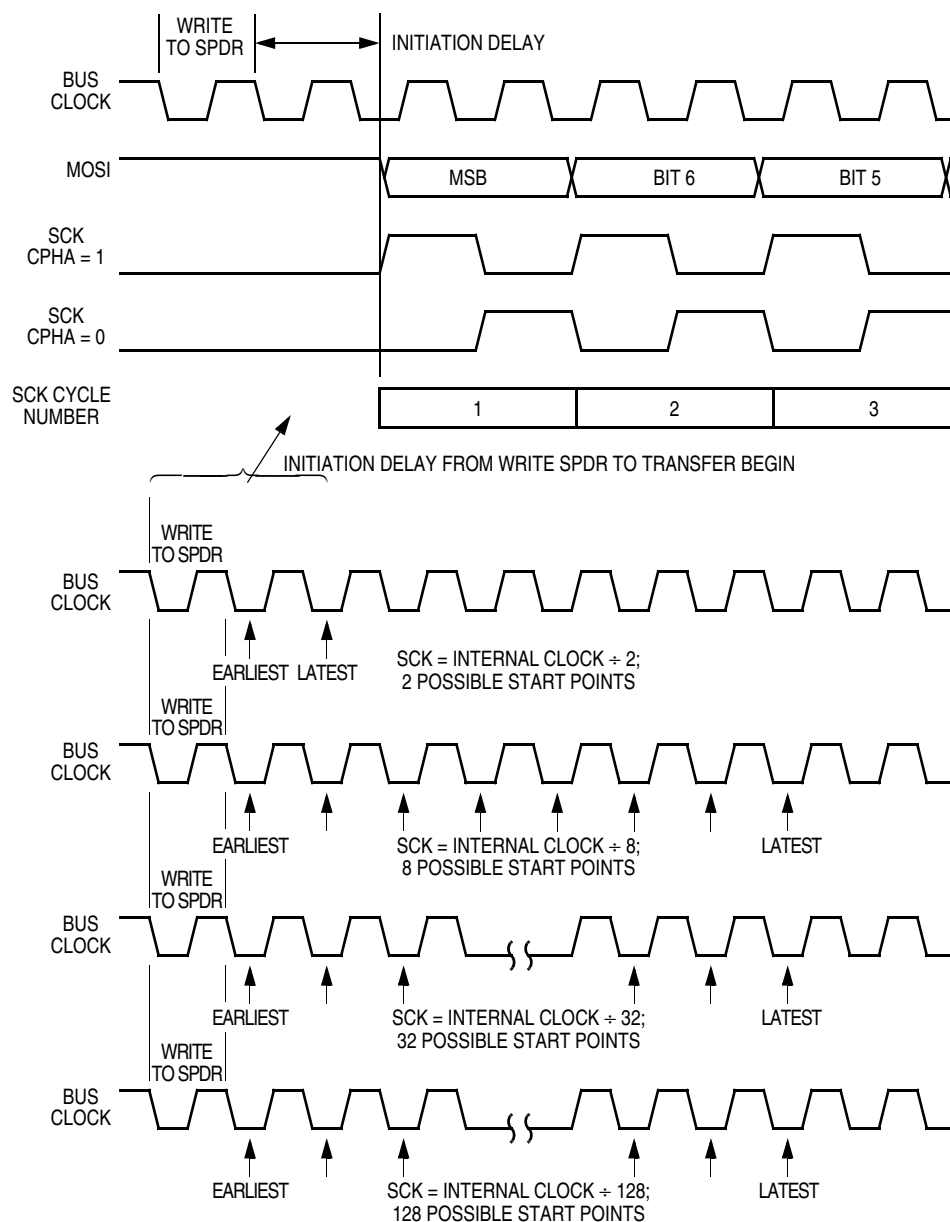 WRITE
TO SPDR
INITIATION DELAY
BUS
CLOCK
MOSI
MSB
BIT 6
BIT 5
SCK
CPHA = 1
SCK
CPHA = 0
SCK CYCLE
NUMBER
1
2
3
INITIATION DELAY FROM WRITE SPDR TO TRANSFER BEGIN
WRITE
TO SPDR
BUS
CLOCK
EARLIEST
LATEST
SCK = INTERNAL CLOCK ÷ 2;
2 POSSIBLE START POINTS
WRITE
TO SPDR
BUS
CLOCK
EARLIEST
SCK = INTERNAL CLOCK ÷ 8;
8 POSSIBLE START POINTS
LATEST
WRITE
TO SPDR
BUS
CLOCK
EARLIEST
SCK = INTERNAL CLOCK ÷ 32;
32 POSSIBLE START POINTS
LATEST
WRITE
TO SPDR
BUS
CLOCK
EARLIEST
SCK = INTERNAL CLOCK ÷ 128;
128 POSSIBLE START POINTS
LATEST